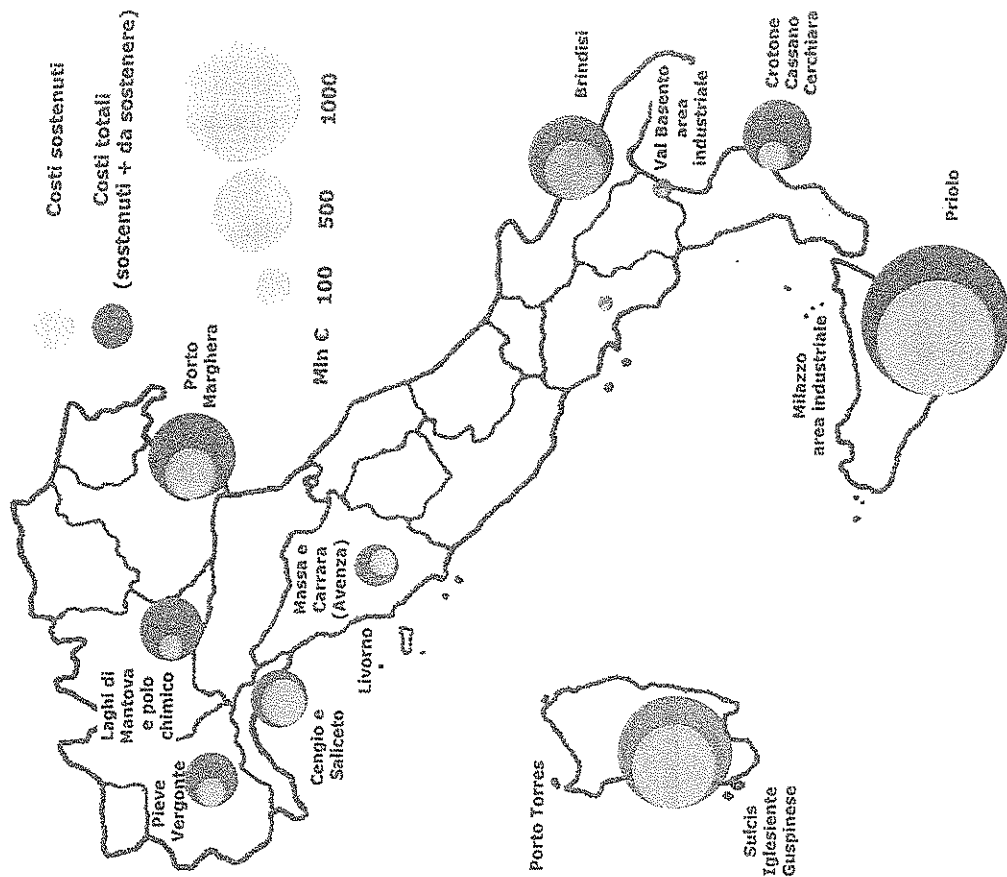 Costi sostenuti
Costi totali
(sostenuti + da sostenere)
Mln € 100 500 1000
Porto
Marghera
Laghi di
Mantova
e polo
chimico
Pieve
Vergonte
Cengio e
Saliceto
Massa e
Carrara
(Avenza)
Livorno
Brindisi
Val Basento
area
industriale
Crotone
Cassano
Cerchiara
Porto Torres
Sulcis
Iglesiente
Guspinese
Milazzo
area industriale
Priolo